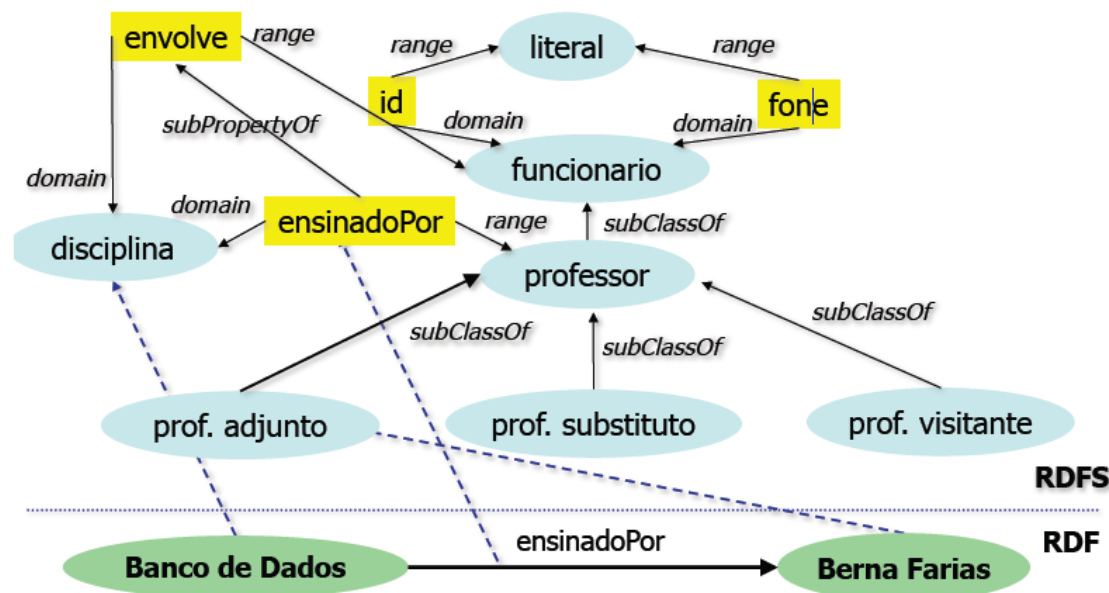 envolve
range
range
literal
range
id
fone
subPropertyOf
domain
domain
funcionario
domain
domain
ensinadoPor
range
subClassOf
disciplina
professor
subClassOf
subClassOf
subClassOf
prof. adjunto
prof. substituto
prof. visitante
RDFS
ensinadoPor
RDF
Banco de Dados
Berna Farias